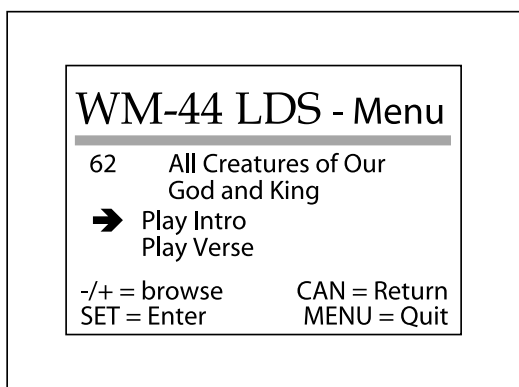 WM-44 LDS - Menu
62 All Creatures of Our
God and King
➔ Play Intro
Play Verse
-/+ = browse CAN = Return
SET = Enter MENU = Quit